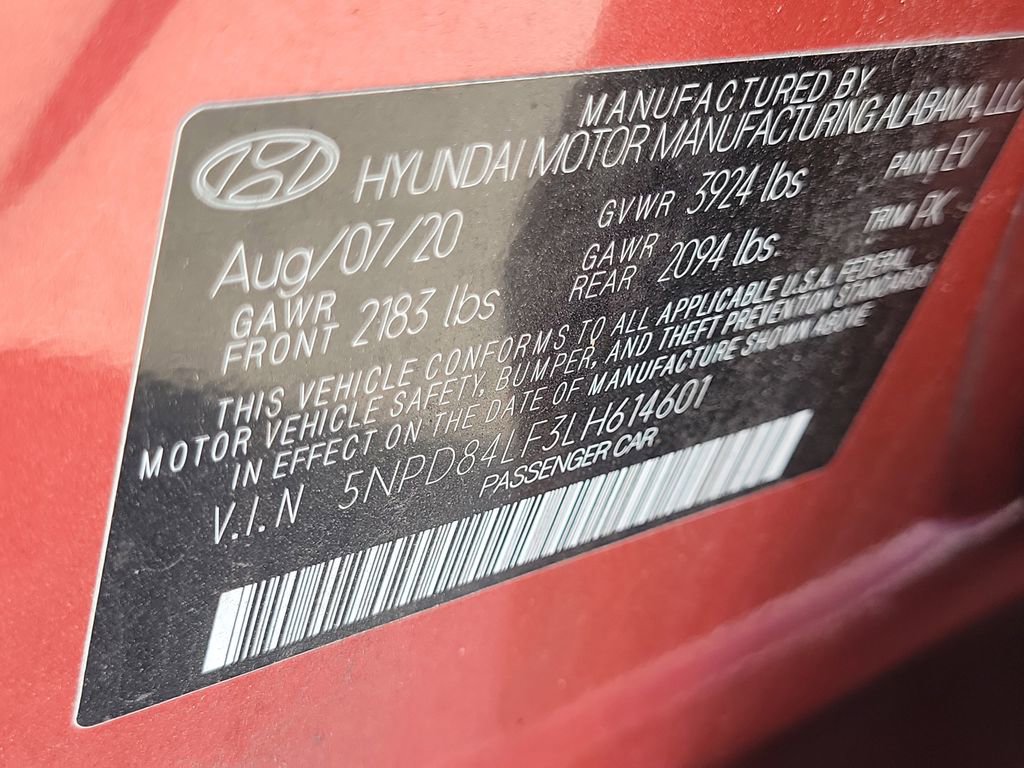 MANUFACTURED BY
HYUNDAI MOTOR MANUFACTURING ALABAMA, LLC
Aug/07/20 GVWR 3924 lbs PAINT EV
GAWR FRONT 2183 lbs GAWR REAR 2094 lbs. TRIM PK
THIS VEHICLE CONFORMS TO ALL APPLICABLE U.S.A. FEDERAL
MOTOR VEHICLE SAFETY, BUMPER, AND THEFT PREVENTION STANDARDS
IN EFFECT ON THE DATE OF MANUFACTURE SHOWN ABOVE
V.I.N 5NPD84LF3LH614601
PASSENGER CAR